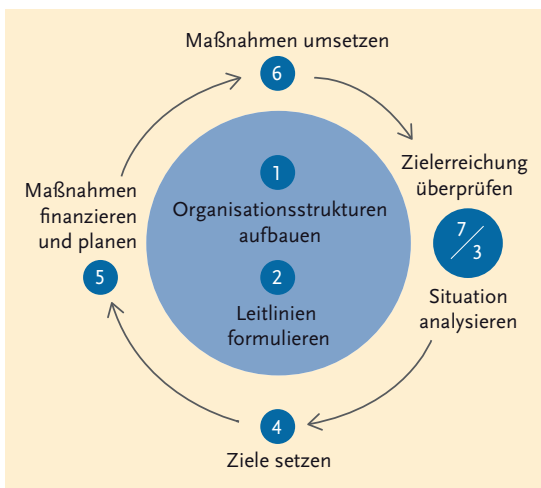 Maßnahmen umsetzen
6
Zielerreichung
überprüfen
7/3
Situation
analysieren
4
Ziele setzen
Maßnahmen
finanzieren
und planen
5
1
Organisationsstrukturen
aufbauen
2
Leitlinien
formulieren